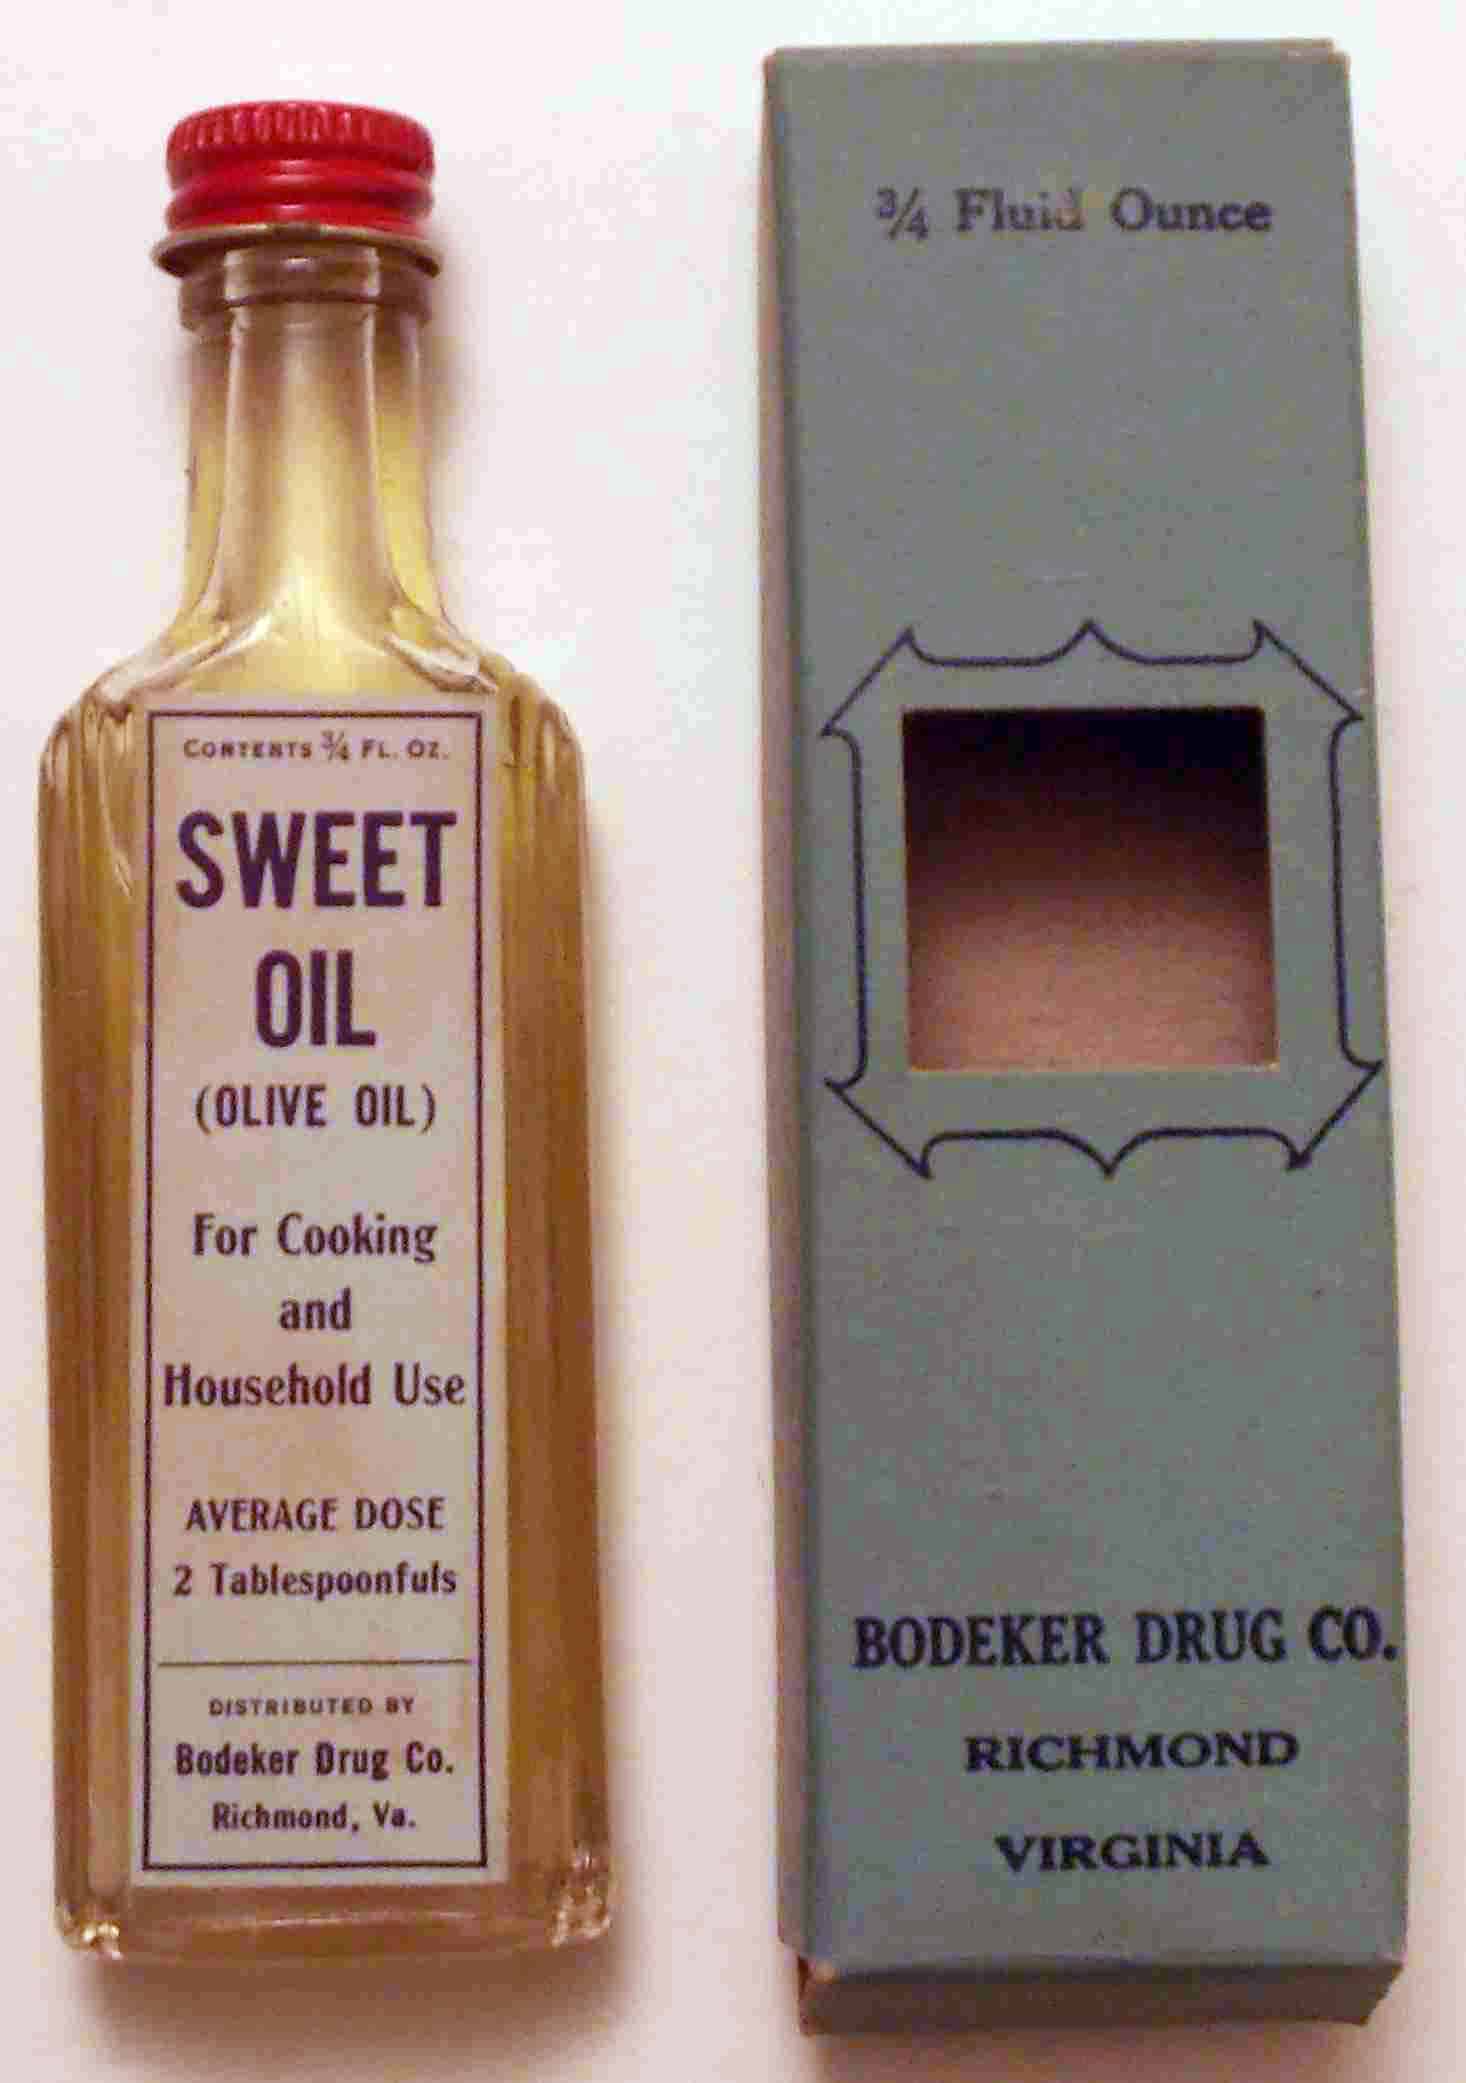 CONTENTS ¾ FL. OZ.
SWEET
OIL
(OLIVE OIL)
For Cooking
and
Household Use
AVERAGE DOSE
2 Tablespoonfuls
DISTRIBUTED BY
Bodeker Drug Co.
Richmond, Va.
¾ Fluid Ounce
BODEKER DRUG CO.
RICHMOND
VIRGINIA